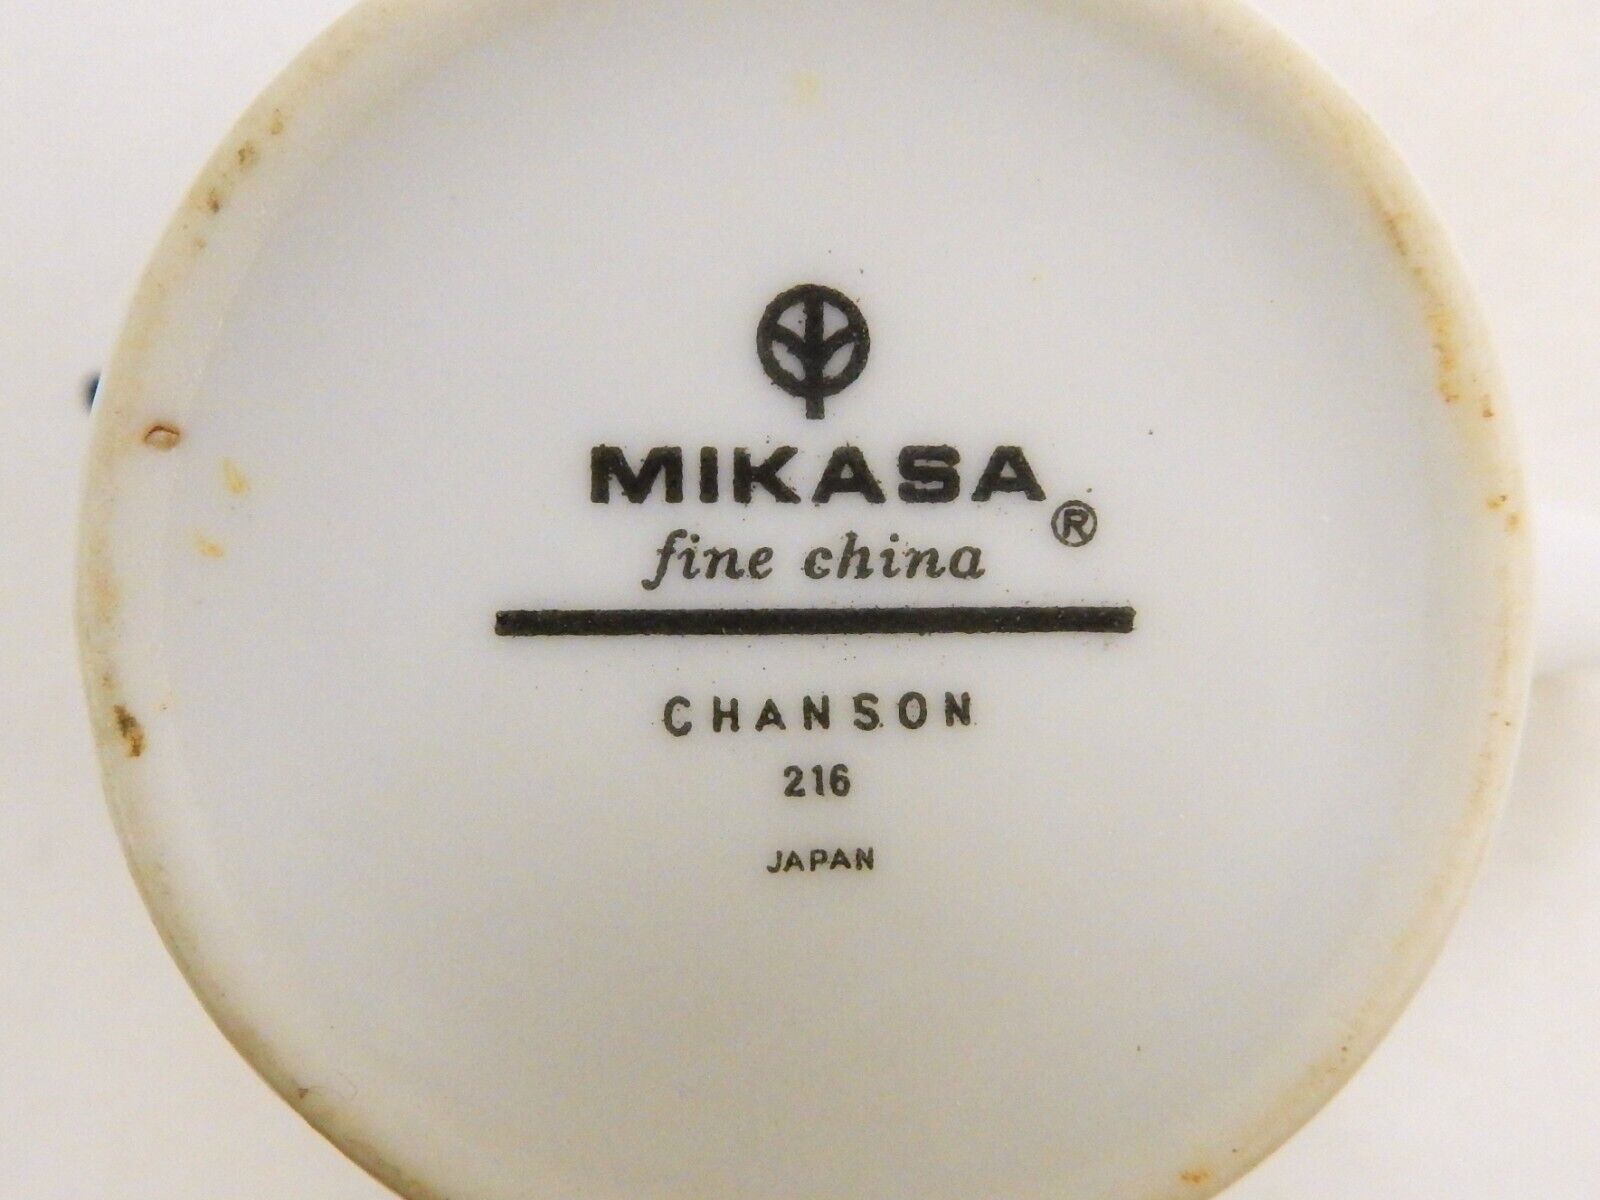 MIKASA ®
fine china
CHANSON
216
JAPAN